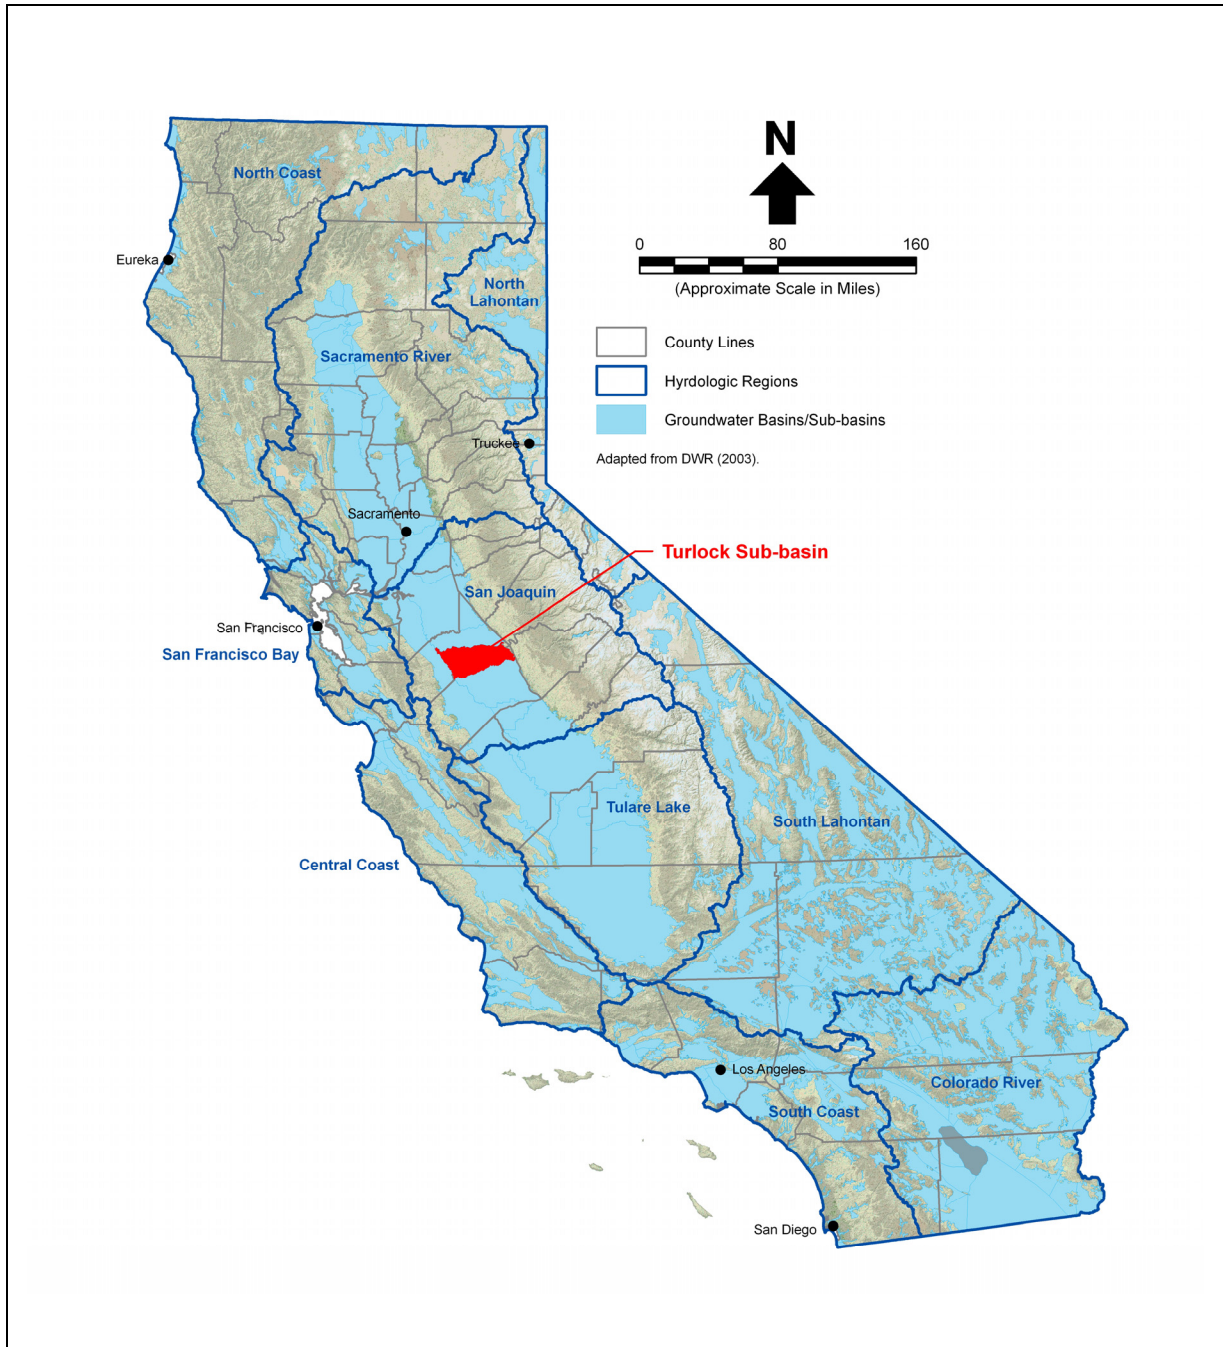 N
0 80 160
(Approximate Scale in Miles)
North Coast
Eureka
North
Lahontan
County Lines
Sacramento River
Hyrdologic Regions
Groundwater Basins/Sub-basins
Truckee
Adapted from DWR (2003).
Sacramento
Turlock Sub-basin
San Joaquin
San Francisco
San Francisco Bay
Tulare Lake
South Lahontan
Central Coast
Los Angeles
Colorado River
South Coast
San Diego